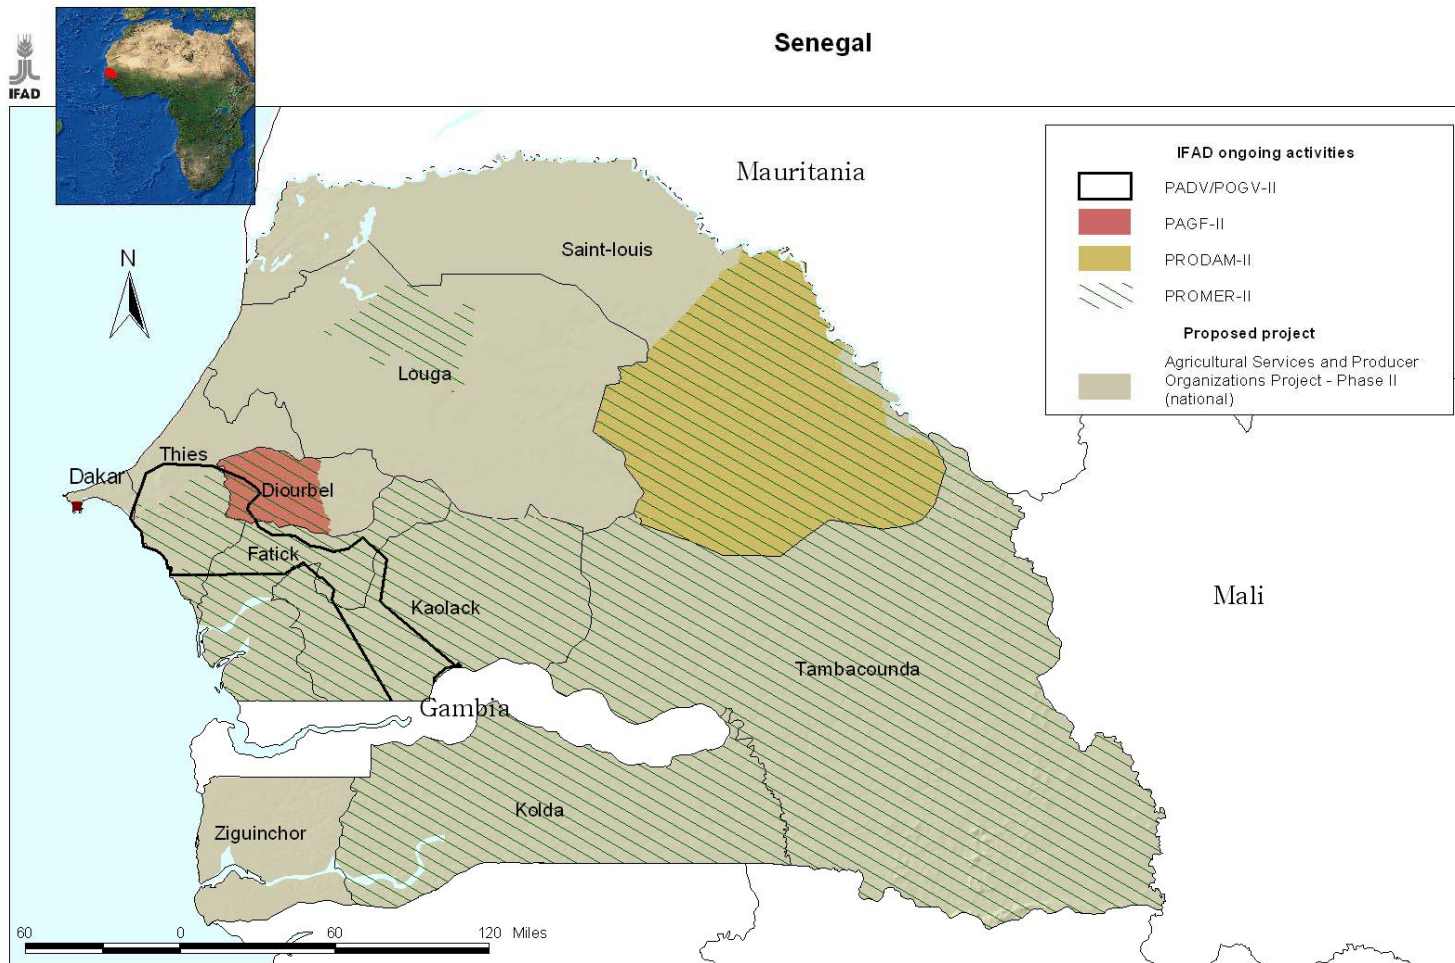 Senegal
IFAD
IFAD ongoing activities
PADV/POGV-II
PAGF-II
PRODAM-II
PROMER-II
Proposed project
Agricultural Services and Producer
Organizations Project - Phase II
(national)
Mauritania
Saint-louis
N
Louga
Thies
Dakar
Diourbel
Fatick
Kaolack
Mali
Tambacounda
Gambia
Kolda
Ziguinchor
60 0 60 120 Miles